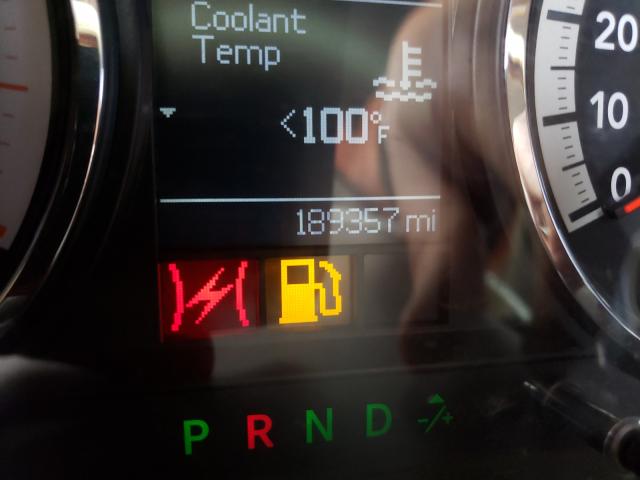 Coolant
Temp
<100°F
189357 mi
20
10
0
P R N D -/+